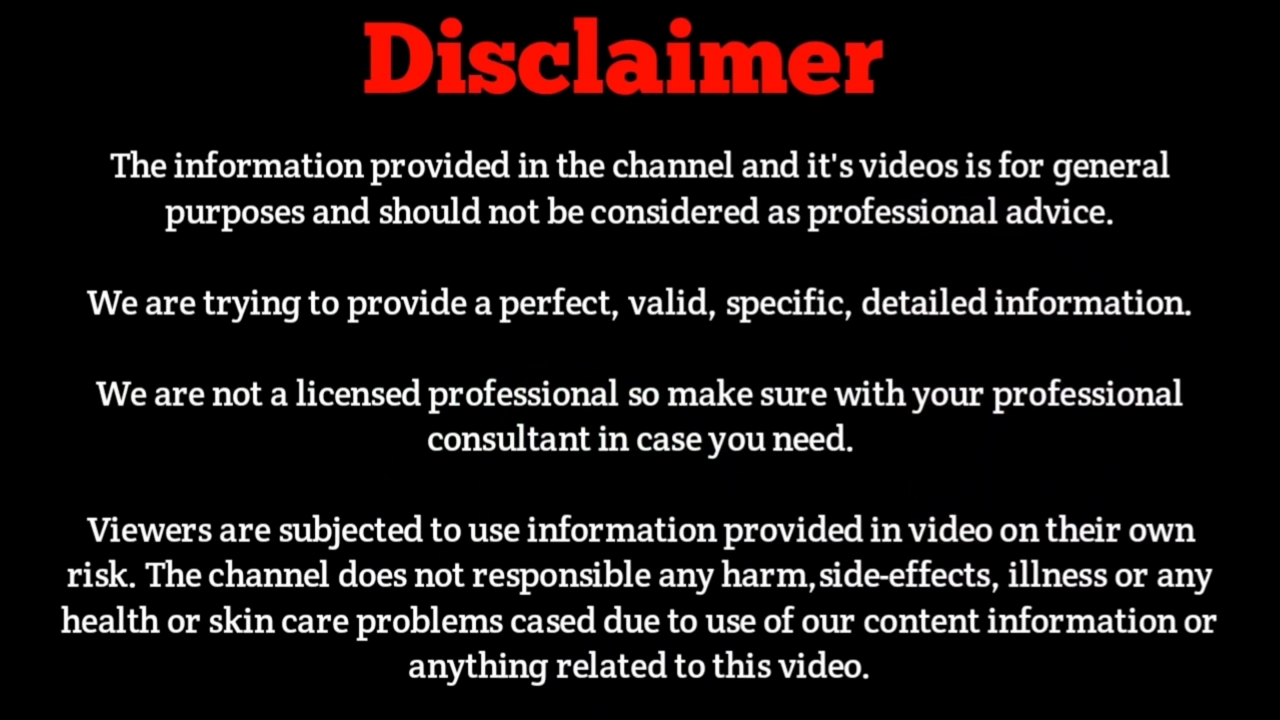 Disclaimer
The information provided in the channel and it's videos is for general
purposes and should not be considered as professional advice.
We are trying to provide a perfect, valid, specific, detailed information.
We are not a licensed professional so make sure with your professional
consultant in case you need.
Viewers are subjected to use information provided in video on their own
risk. The channel does not responsible any harm, side-effects, illness or any
health or skin care problems cased due to use of our content information or
anything related to this video.